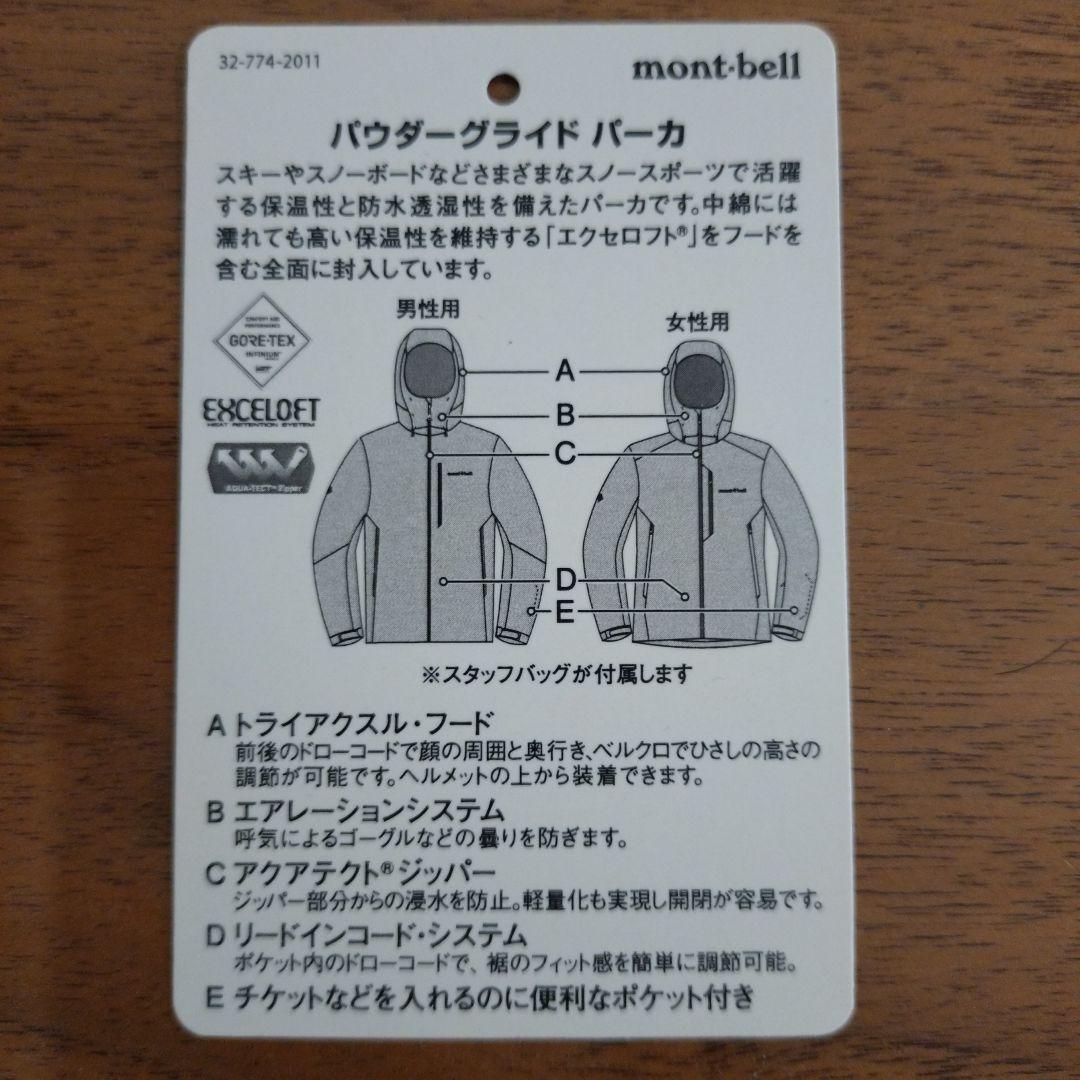 32-774-2011
mont·bell
パウダーグライド パーカ
スキーやスノーボードなどさまざまなスノースポーツで活躍
する保温性と防水透湿性を備えたパーカです。中綿には
濡れても高い保温性を維持する「エクセロフト®」をフードを
含む全面に封入しています。
男性用
女性用
GORE-TEX
INFINIUM™
EXCELOFT
HEAT RETENTION SYSTEM
AQUA-TECT™ Zipper
mont·bell
mont·bell
A
B
C
D
E
※スタッフバッグが付属します
A トライアクスル・フード
前後のドローコードで顔の周囲と奥行き、ベルクロでひさしの高さの
調節が可能です。ヘルメットの上から装着できます。
B エアレーションシステム
呼気によるゴーグルなどの曇りを防ぎます。
C アクアテクト®ジッパー
ジッパー部分からの浸水を防止。軽量化も実現し開閉が容易です。
D リードインコード・システム
ポケット内のドローコードで、裾のフィット感を簡単に調節可能。
E チケットなどを入れるのに便利なポケット付き